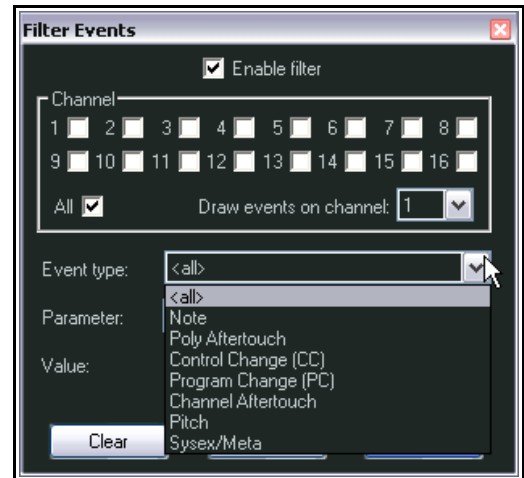 Filter Events
Enable filter
Channel
1 2 3 4 5 6 7 8
9 10 11 12 13 14 15 16
All Draw events on channel: 1
Event type: <all>
<all>
Parameter: Note
Poly Aftertouch
Value: Control Change (CC)
Program Change (PC)
Channel Aftertouch
Pitch
Clear Sysex/Meta